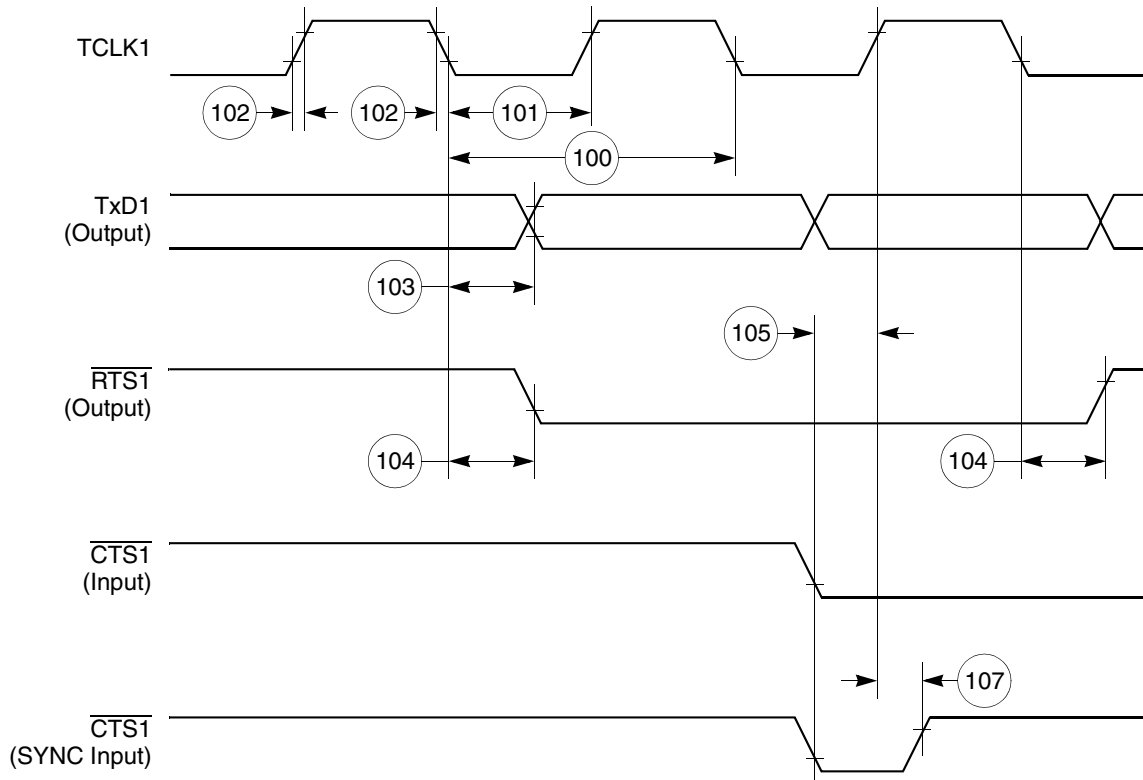 TCLK1
102
102
101
100
TxD1
(Output)
103
105
RTS1
(Output)
104
104
CTS1
(Input)
107
CTS1
(SYNC Input)